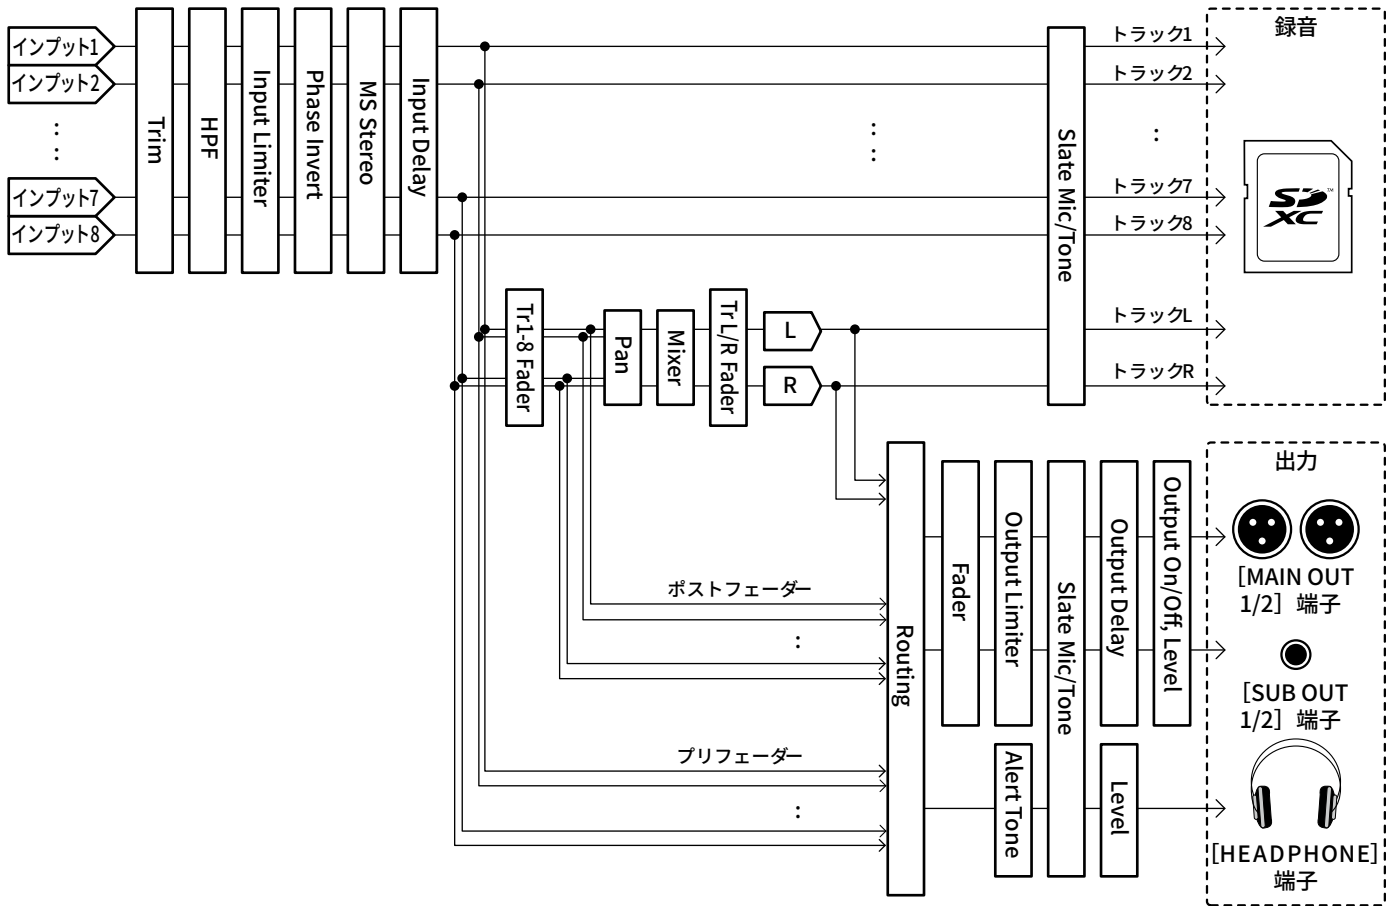 インプット1
インプット2
インプット7
インプット8
Trim
HPF
Input Limiter
Phase Invert
MS Stereo
Input Delay
Slate Mic/Tone
トラック1
トラック2
:
トラック7
トラック8
トラックL
トラックR
録音
SD
XC
TM
Tr1-8 Fader
Pan
Mixer
Tr L/R Fader
L
R
ポストフェーダー
:
プリフェーダー
:
Routing
Fader
Output Limiter
Slate Mic/Tone
Output Delay
Output On/Off, Level
Alert Tone
Level
出力
[MAIN OUT
1/2] 端子
[SUB OUT
1/2] 端子
[HEADPHONE]
端子